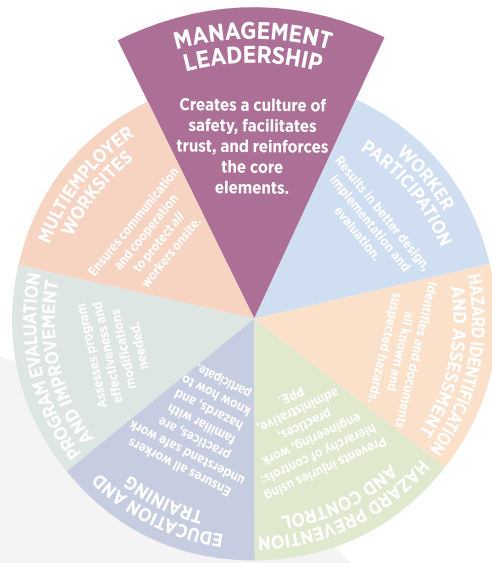 MANAGEMENT
LEADERSHIP
Creates a culture of
safety, facilitates
trust, and reinforces
the core
elements.
WORKER
PARTICIPATION
Results in better design,
implementation and
evaluation.
HAZARD IDENTIFICATION
AND ASSESSMENT
Identifies and documents
all known and
suspected hazards.
HAZARD PREVENTION
AND CONTROL
Prevents injuries using
hierarchy of controls:
engineering, work
practices,
administrative,
PPE.
EDUCATION AND
TRAINING
Ensures all workers
understand safe work
practices, are
familiar with
hazards, and
know how to
participate.
PROGRAM EVALUATION
AND IMPROVEMENT
Assesses program
effectiveness and
modifications
needed.
MULTIEMPLOYER
WORKSITES
Ensures communication
and cooperation
to protect all
workers onsite.